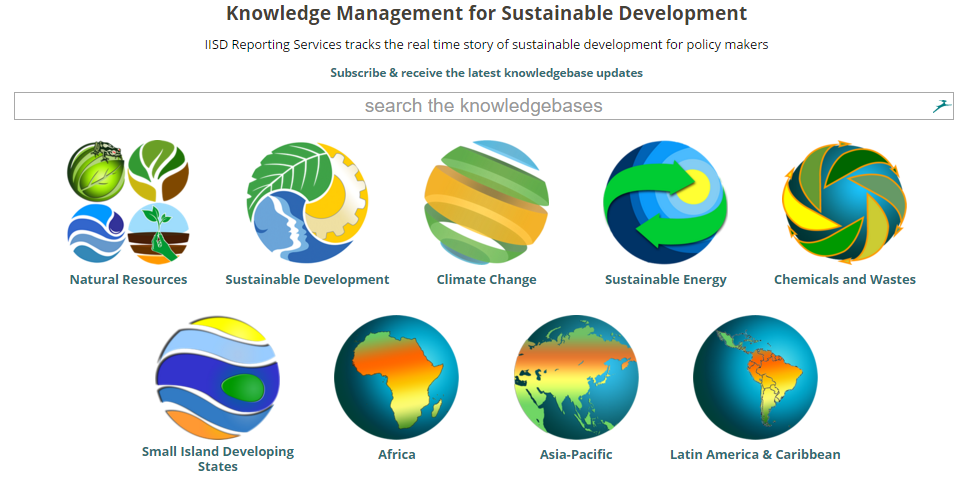 Knowledge Management for Sustainable Development
IISD Reporting Services tracks the real time story of sustainable development for policy makers
Subscribe & receive the latest knowledgebase updates
search the knowledgebases
Natural Resources
Sustainable Development
Climate Change
Sustainable Energy
Chemicals and Wastes
Small Island Developing
States
Africa
Asia-Pacific
Latin America & Caribbean